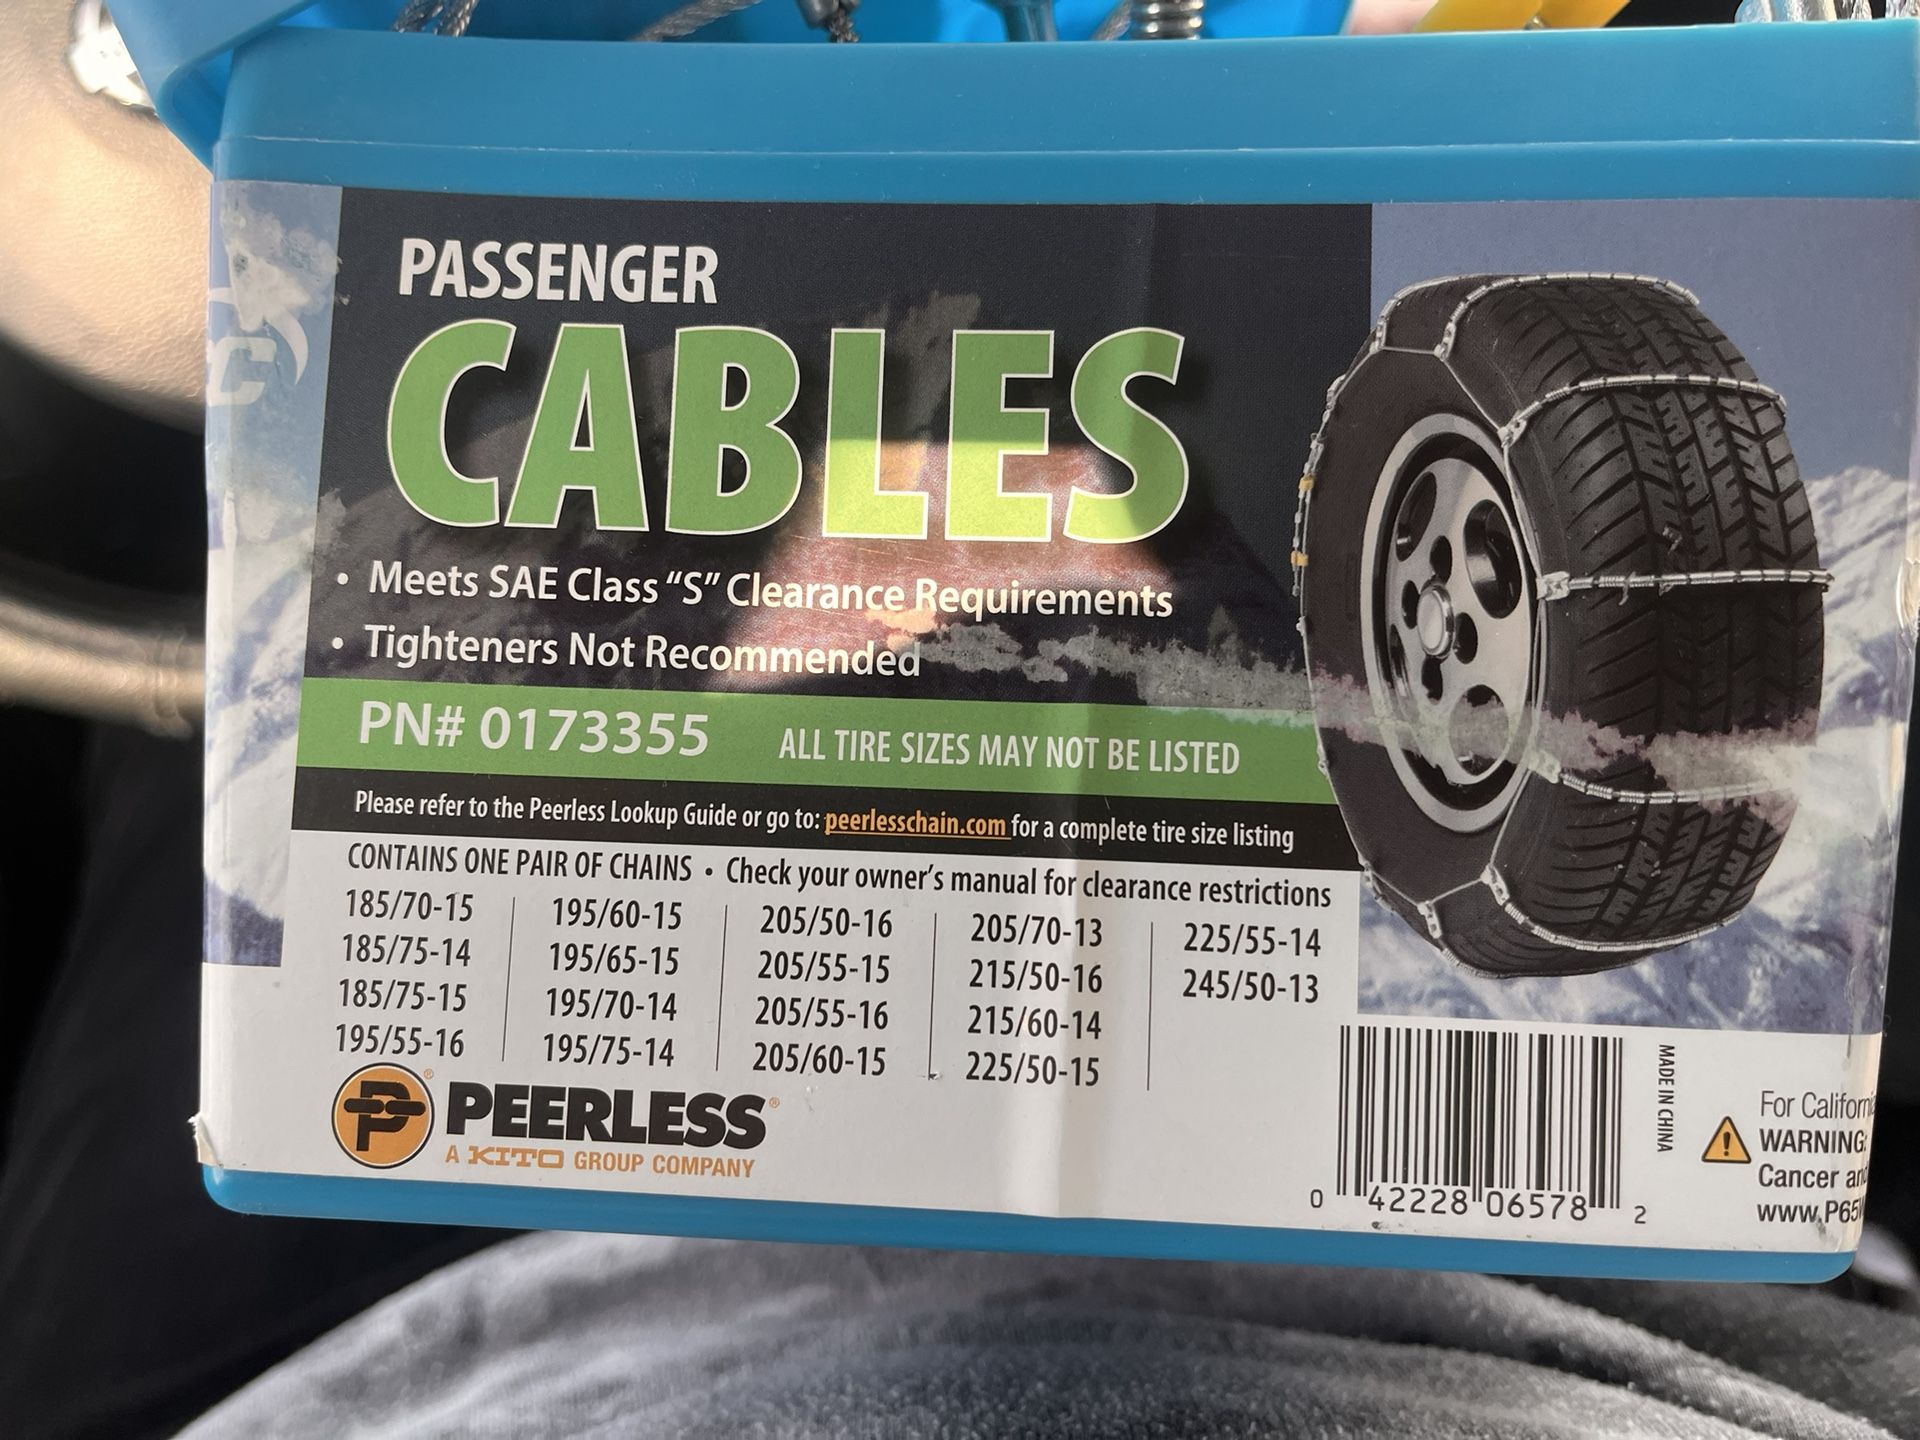 C
PASSENGER
CABLES
• Meets SAE Class “S” Clearance Requirements
• Tighteners Not Recommended
PN# 0173355 ALL TIRE SIZES MAY NOT BE LISTED
Please refer to the Peerless Lookup Guide or go to: peerlesschain.com for a complete tire size listing
CONTAINS ONE PAIR OF CHAINS • Check your owner’s manual for clearance restrictions
185/70-15
185/75-14
185/75-15
195/55-16
195/60-15
195/65-15
195/70-14
195/75-14
205/50-16
205/55-15
205/55-16
205/60-15
205/70-13
215/50-16
215/60-14
225/50-15
225/55-14
245/50-13
P® PEERLESS®
A KITO GROUP COMPANY
0 42228 06578 2
MADE IN CHINA
For California
WARNING:
Cancer and
www.P65W